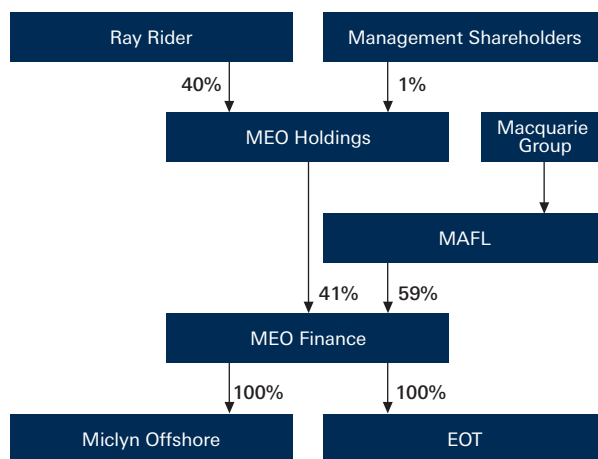 Ray Rider
Management Shareholders
40%
1%
MEO Holdings
Macquarie
Group
MAFL
41%
59%
MEO Finance
100%
100%
Miclyn Offshore
EOT